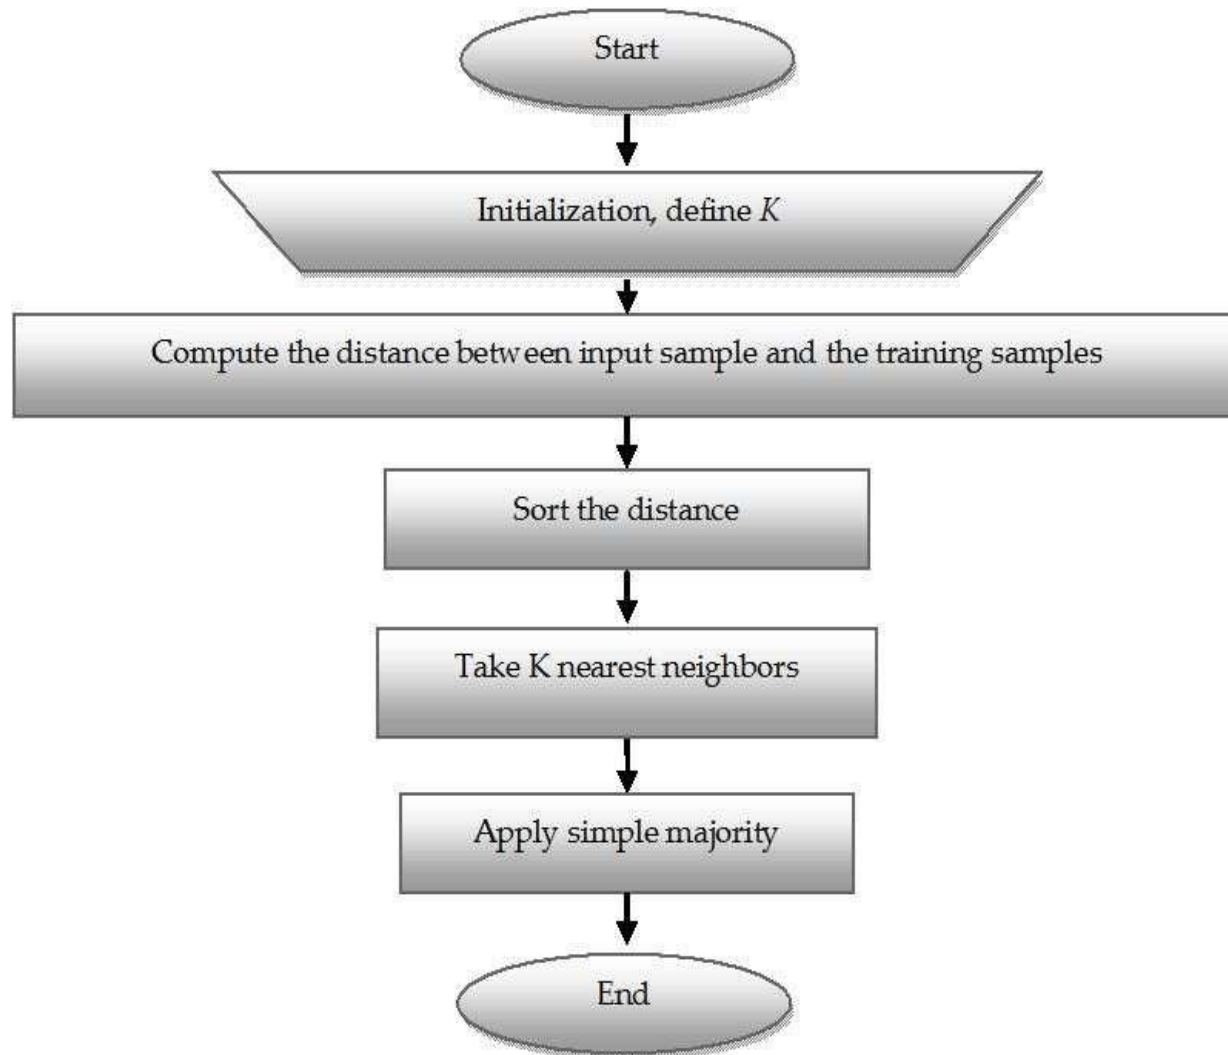 Start
Initialization, define K
Compute the distance between input sample and the training samples
Sort the distance
Take K nearest neighbors
Apply simple majority
End